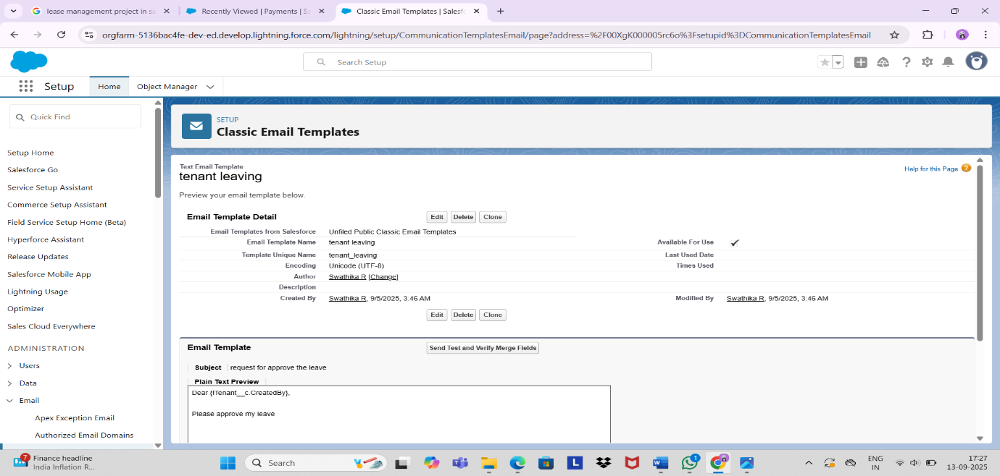 lease management project in sa
Recently Viewed | Payments | Sa
Classic Email Templates | Salesfo
orgfarm-5136bac4fe-dev-ed.develop.lightning.force.com/lightning/setup/CommunicationTemplatesEmail/page?address=%2F00XgK000005rc6o%3Fsetupid%3DCommunicationTemplatesEmail
Search Setup
Setup
Home
Object Manager
Quick Find
Setup Home
Salesforce Go
Service Setup Assistant
Commerce Setup Assistant
Field Service Setup Home (Beta)
Hyperforce Assistant
Release Updates
Salesforce Mobile App
Lightning Usage
Optimizer
Sales Cloud Everywhere
ADMINISTRATION
Users
Data
Email
Apex Exception Email
Authorized Email Domains
SETUP
Classic Email Templates
Text Email Template
tenant leaving
Help for this Page
Preview your email template below.
Email Template Detail
Edit Delete Clone
Email Templates from Salesforce Unfiled Public Classic Email Templates
Email Template Name tenant leaving Available For Use
Template Unique Name tenant_leaving Last Used Date
Encoding Unicode (UTF-8) Times Used
Author Swathika R [Change]
Description
Created By Swathika R, 9/5/2025, 3:46 AM Modified By Swathika R, 9/5/2025, 3:46 AM
Edit Delete Clone
Email Template Send Test and Verify Merge Fields
Subject request for approve the leave
Plain Text Preview
Dear {!Tenant__c.CreatedBy},
Please approve my leave
7
Finance headline
India Inflation R...
Search
L
1
ENG
IN
17:27
13-09-2025